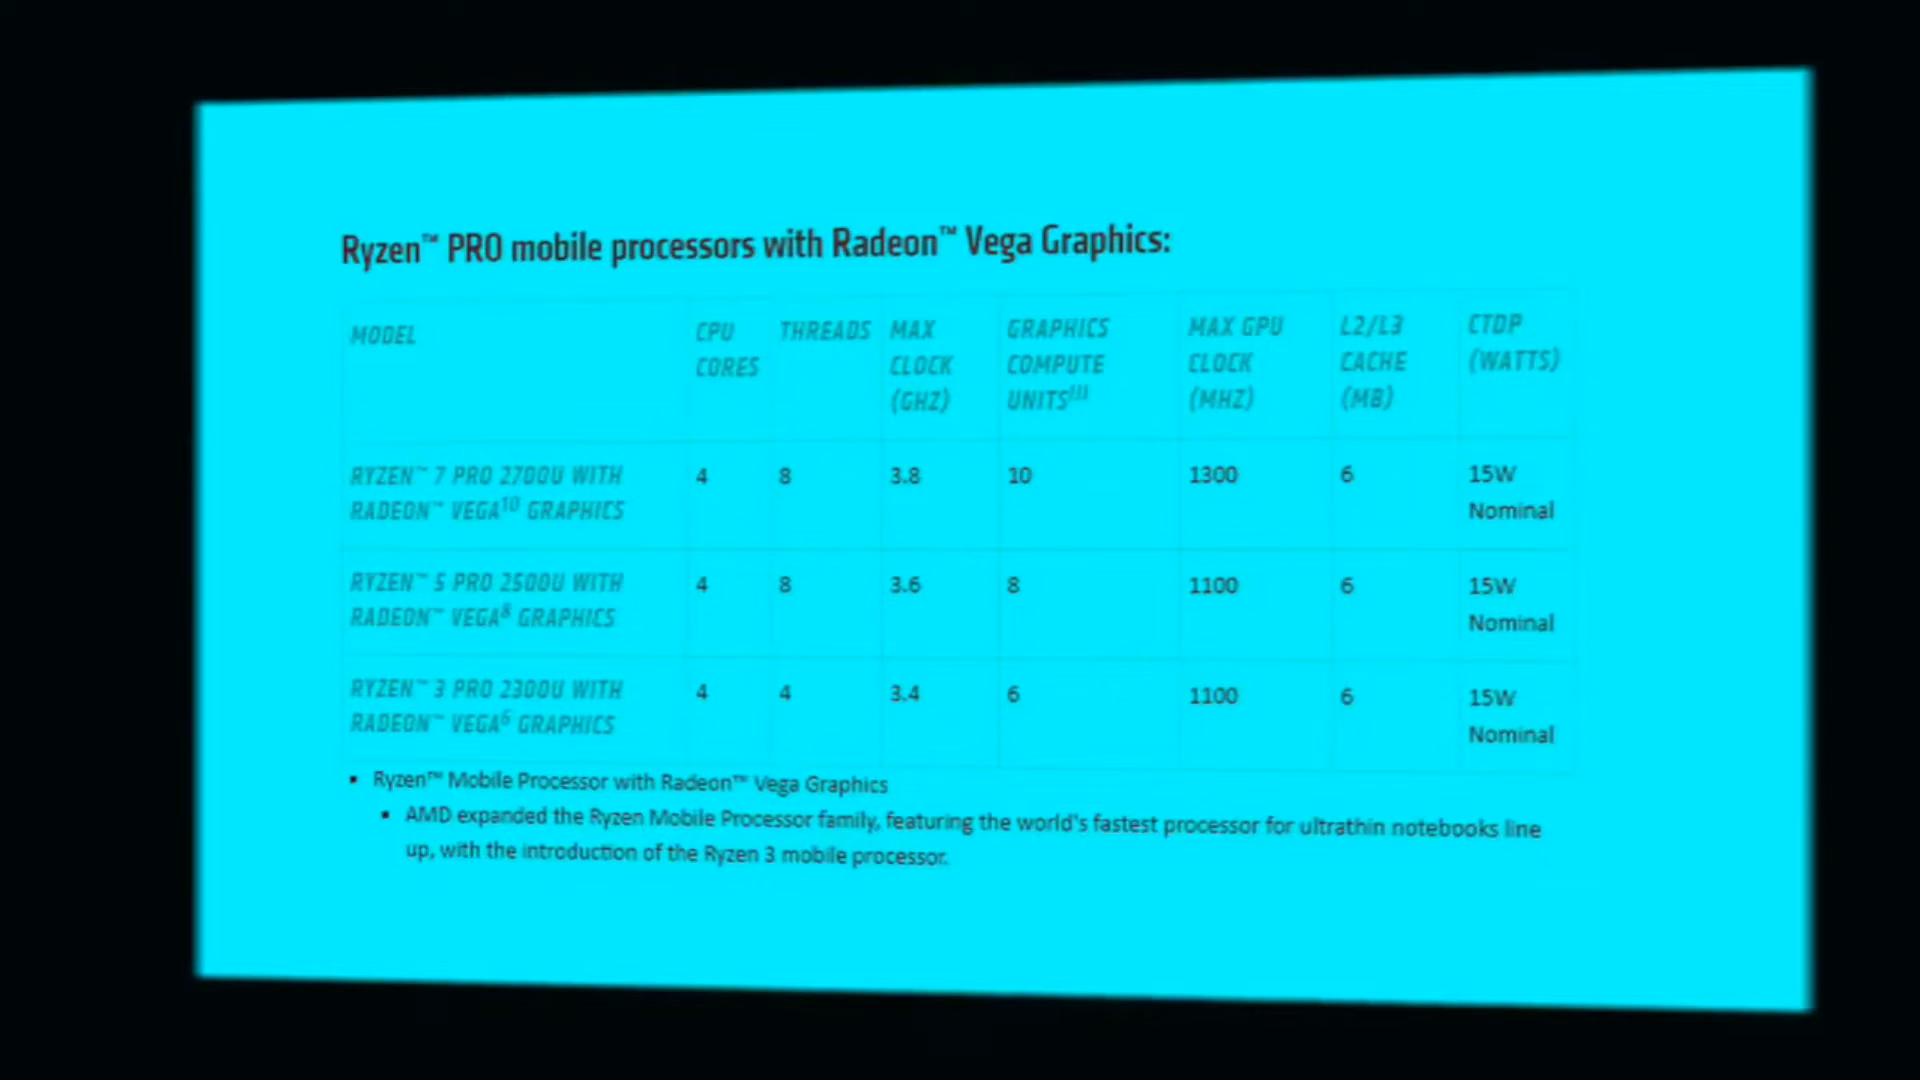 Ryzen™ PRO mobile processors with Radeon™ Vega Graphics:
MODEL CPU CORES THREADS MAX CLOCK (GHZ) GRAPHICS COMPUTE UNITS[i] MAX GPU CLOCK (MHZ) L2/L3 CACHE (MB) CTDP (WATTS)
RYZEN™ 7 PRO 2700U WITH RADEON™ VEGA10 GRAPHICS 4 8 3.8 10 1300 6 15W Nominal
RYZEN™ 5 PRO 2500U WITH RADEON™ VEGA8 GRAPHICS 4 8 3.6 8 1100 6 15W Nominal
RYZEN™ 3 PRO 2300U WITH RADEON™ VEGA6 GRAPHICS 4 4 3.4 6 1100 6 15W Nominal
▪ Ryzen™ Mobile Processor with Radeon™ Vega Graphics
▪ AMD expanded the Ryzen Mobile Processor family, featuring the world's fastest processor for ultrathin notebooks line
up, with the introduction of the Ryzen 3 mobile processor.